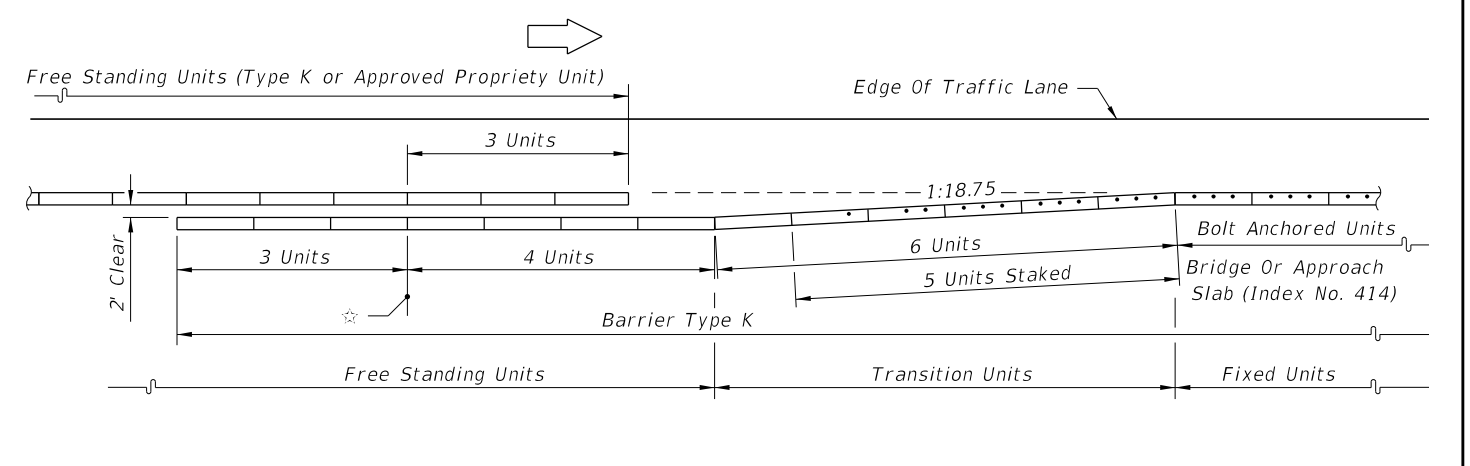 Free Standing Units (Type K or Approved Propriety Unit)
Edge Of Traffic Lane
3 Units
1:18.75
2' Clear
3 Units
4 Units
6 Units
5 Units Staked
Bolt Anchored Units
Bridge Or Approach
Slab (Index No. 414)
☆
Barrier Type K
Free Standing Units
Transition Units
Fixed Units